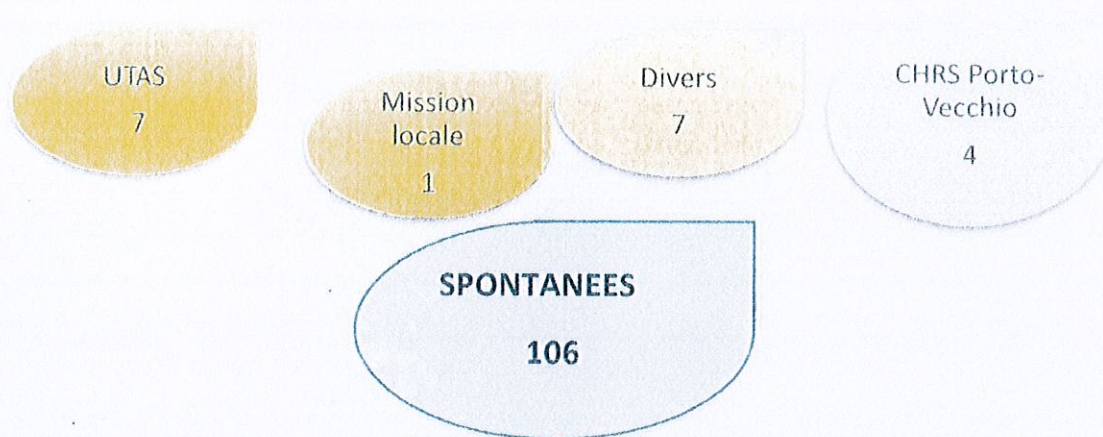 UTAS
7
Mission
locale
1
Divers
7
CHRS Porto-
Vecchio
4
SPONTANEES
106